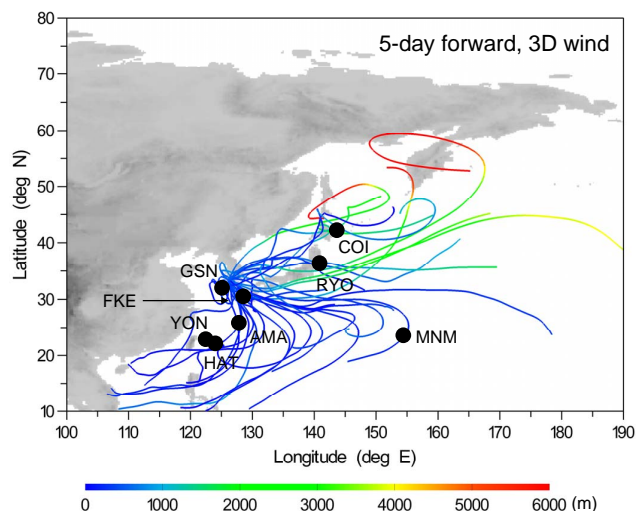 5-day forward, 3D wind
80
70
60
50
40
30
20
10
Latitude (deg N)
COI
GSN
RYO
FKE
YON
AMA
MNM
HAT
100 110 120 130 140 150 160 170 180 190
Longitude (deg E)
0 1000 2000 3000 4000 5000 6000 (m)